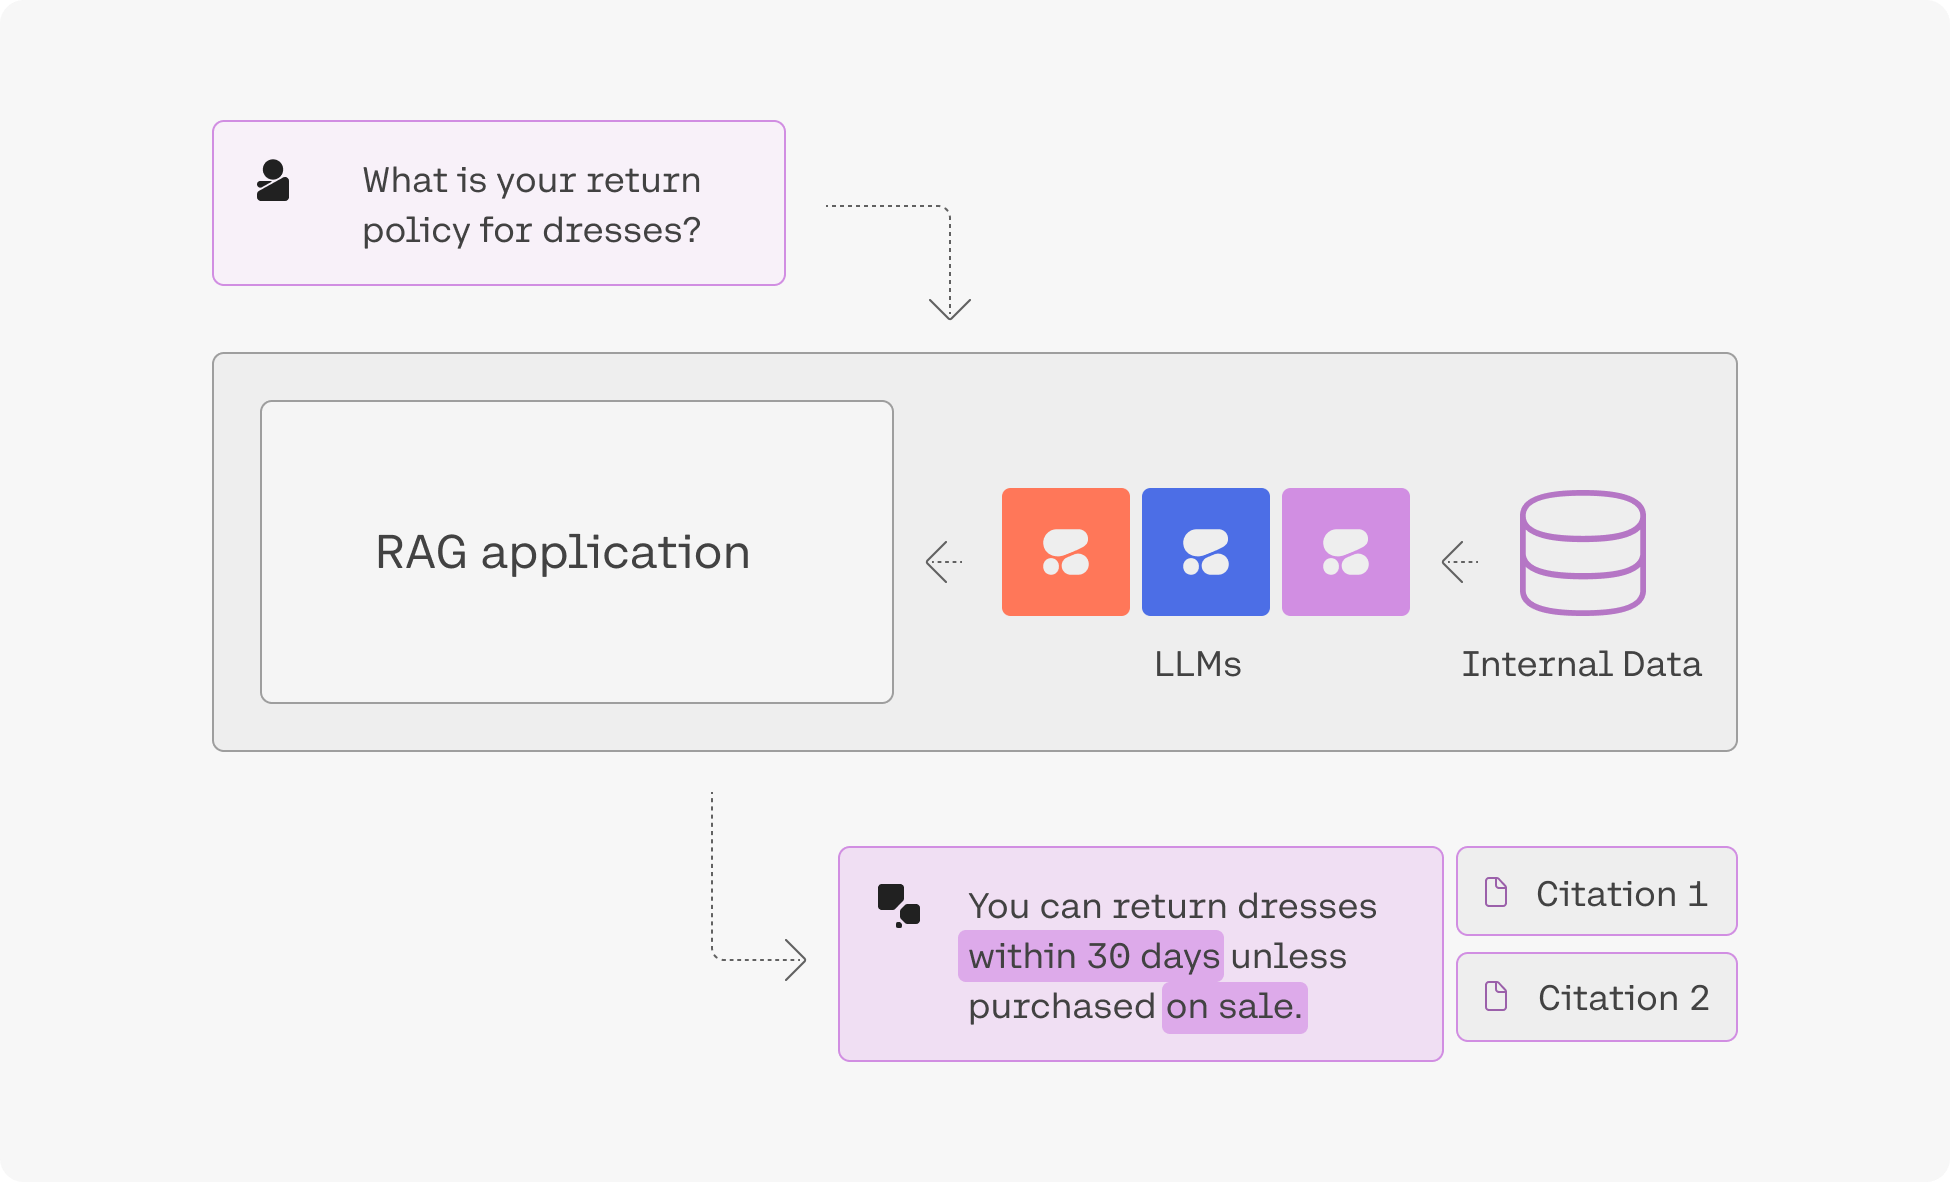 What is your return
policy for dresses?
RAG application
LLMs
Internal Data
You can return dresses
within 30 days unless
purchased on sale.
Citation 1
Citation 2